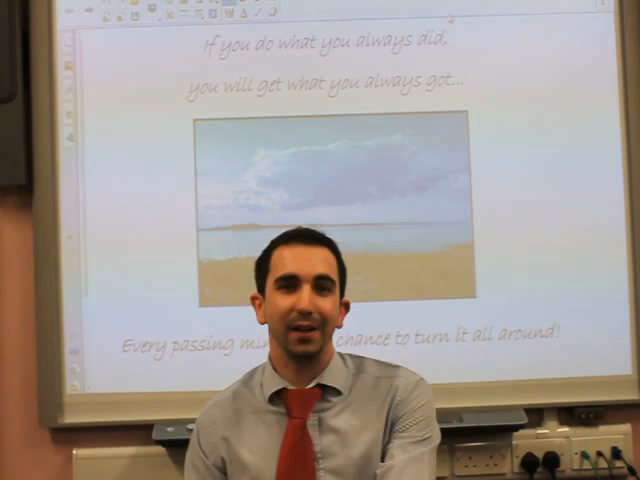 If you do what you always did,
you will get what you always got...
Every passing chance to turn it all around!